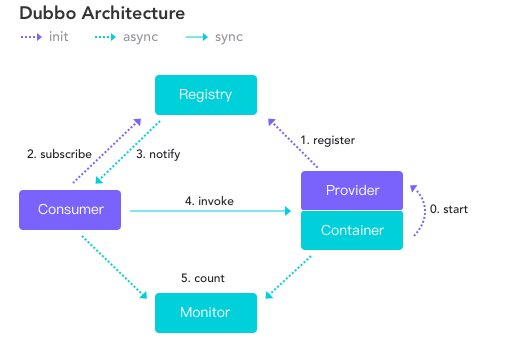 Dubbo Architecture
init async sync
Registry
1. register
2. subscribe 3. notify
Provider
Consumer 4. invoke 0. start
Container
5. count
Monitor